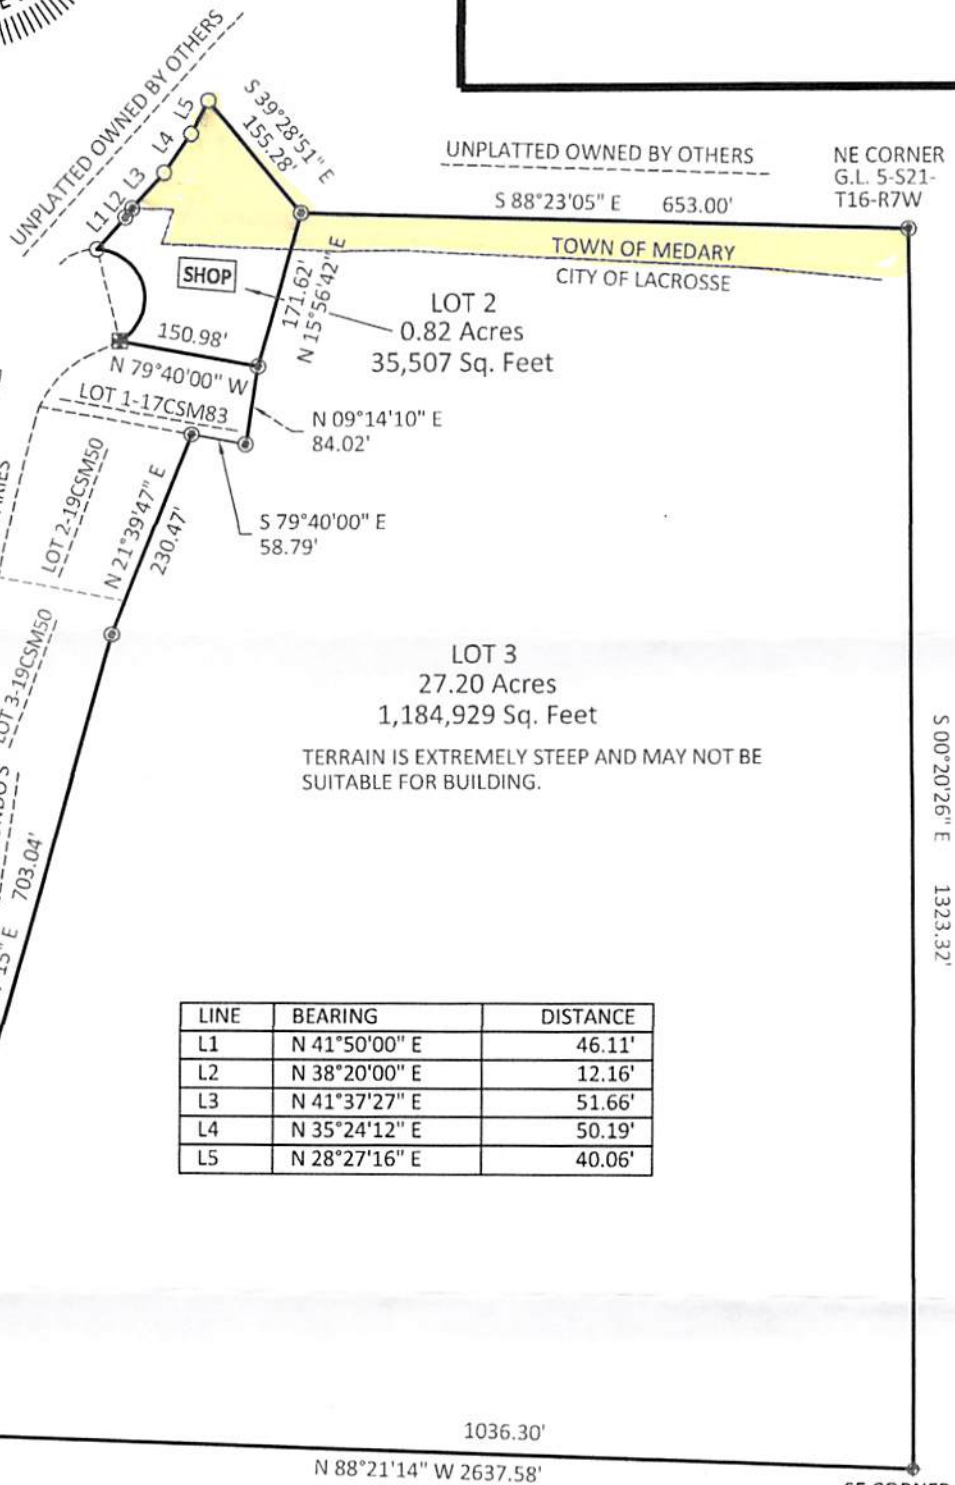 UNPLATTED OWNED BY OTHERS
L5
L4
L3
L2
L1
S 39°28'51" E
155.28'
UNPLATTED OWNED BY OTHERS
S 88°23'05" E 653.00'
NE CORNER
G.L. 5-S21-
T16-R7W
TOWN OF MEDARY
CITY OF LACROSSE
SHOP
171.62'
N 15°56'42" E
LOT 2
0.82 Acres
35,507 Sq. Feet
150.98'
N 79°40'00" W
LOT 1-17CSM83
N 09°14'10" E
84.02'
S 79°40'00" E
58.79'
LOT 2-19CSM50
N 21°39'47" E
230.47'
LOT 3-19CSM50
703.04'
LOT 3
27.20 Acres
1,184,929 Sq. Feet
TERRAIN IS EXTREMELY STEEP AND MAY NOT BE
SUITABLE FOR BUILDING.
S 00°20'26" E 1323.32'
LINE BEARING DISTANCE
L1 N 41°50'00" E 46.11'
L2 N 38°20'00" E 12.16'
L3 N 41°37'27" E 51.66'
L4 N 35°24'12" E 50.19'
L5 N 28°27'16" E 40.06'
1036.30'
N 88°21'14" W 2637.58'